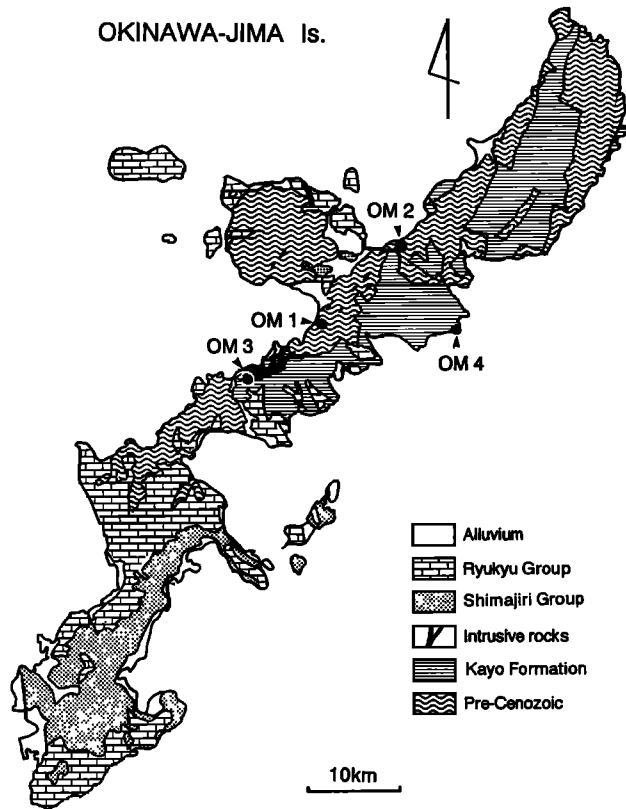 OKINAWA-JIMA Is.
OM 2
OM 1
OM 3
OM 4
Alluvium
Ryukyu Group
Shimajiri Group
Intrusive rocks
Kayo Formation
Pre-Cenozoic
10km